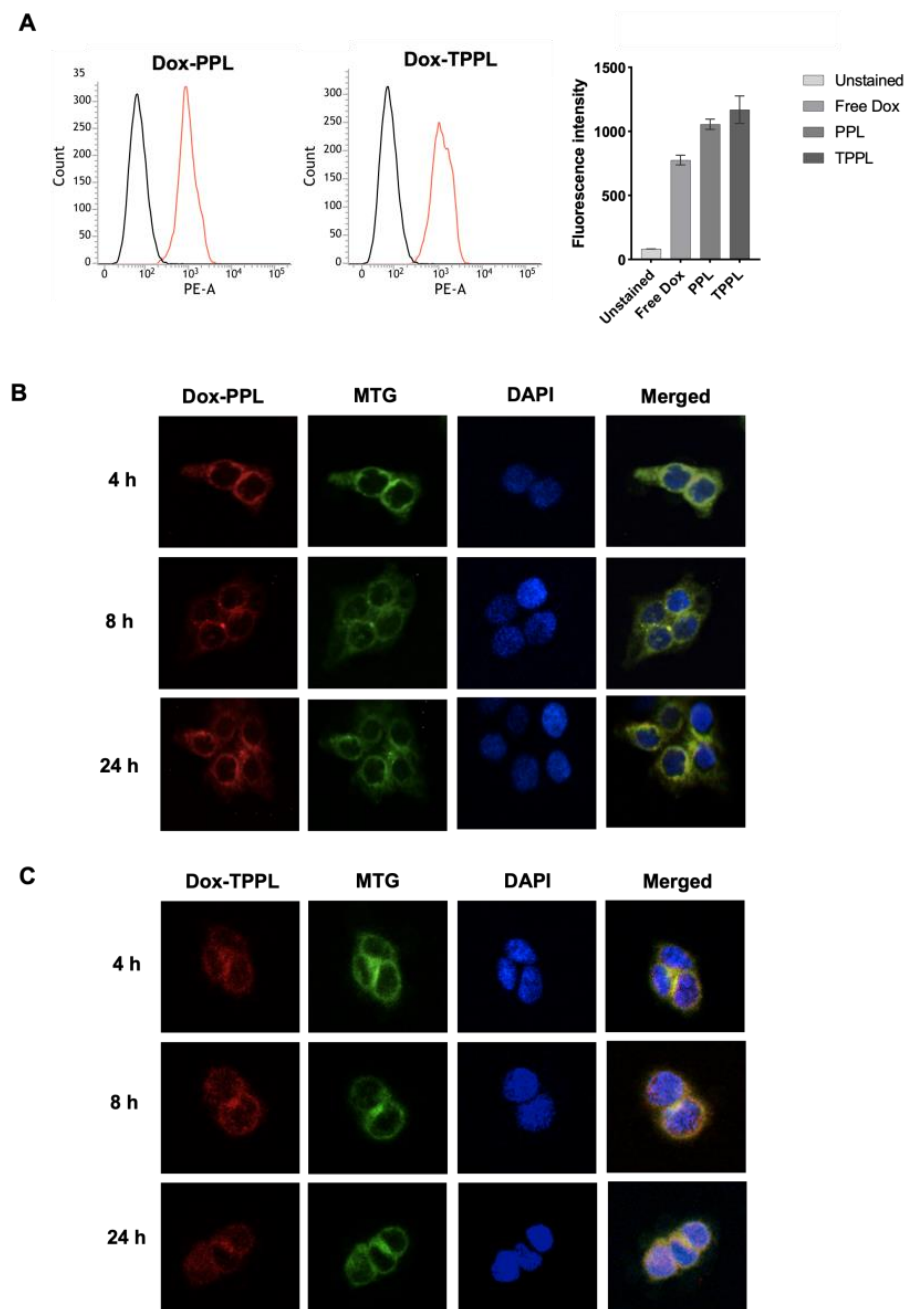 A
Dox-PPL
35
300
250
200
150
100
50
0
Count
0 10² 10³ 10⁴ 10⁵
PE-A
Dox-TPPL
300
250
200
150
100
50
0
Count
0 10² 10³ 10⁴ 10⁵
PE-A
1500
1000
500
0
Fluorescence intensity
Unstained
Free Dox
PPL
TPPL
Unstained
Free Dox
PPL
TPPL
B
Dox-PPL MTG DAPI Merged
4 h
8 h
24 h
C
Dox-TPPL MTG DAPI Merged
4 h
8 h
24 h